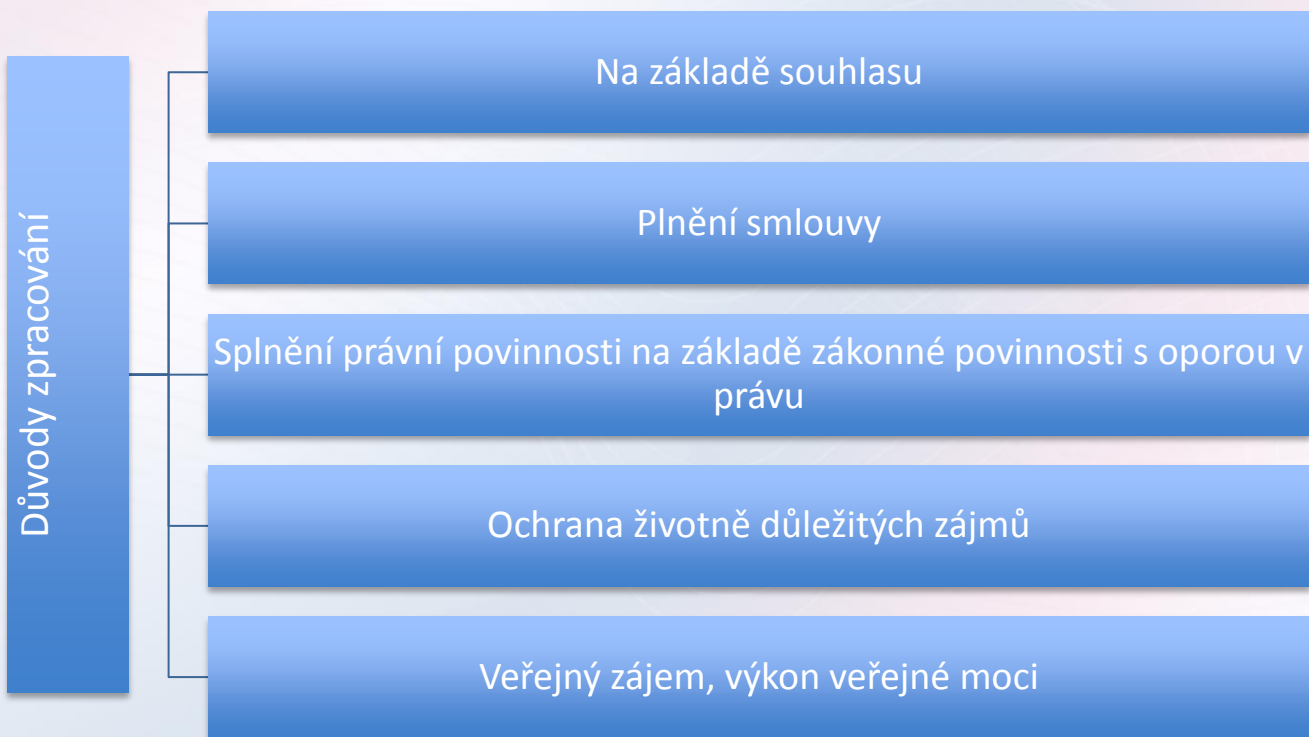 Důvody zpracování
Na základě souhlasu
Plnění smlouvy
Splnění právní povinnosti na základě zákonné povinnosti s oporou v
právu
Ochrana životně důležitých zájmů
Veřejný zájem, výkon veřejné moci